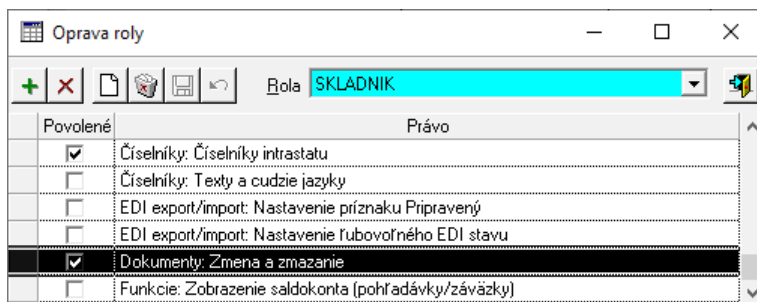 Oprava roly
Rola SKLADNIK
Povolené Právo
Číselníky: Číselníky intrastatu
Číselníky: Texty a cudzie jazyky
EDI export/import: Nastavenie príznaku Pripravený
EDI export/import: Nastavenie ľubovoľného EDI stavu
Dokumenty: Zmena a zmazanie
Funkcie: Zobrazenie saldokonta (pohľadávky/záväzky)